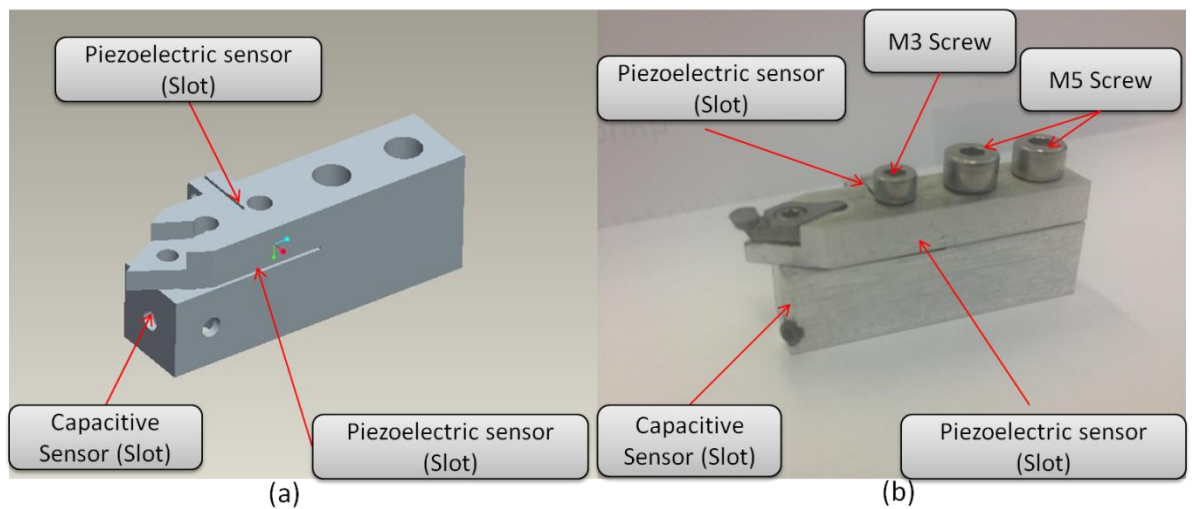 Piezoelectric sensor
(Slot)
Capacitive
Sensor (Slot)
Piezoelectric sensor
(Slot)
(a)
M3 Screw
Piezoelectric sensor
(Slot)
M5 Screw
Capacitive
Sensor (Slot)
Piezoelectric sensor
(Slot)
(b)